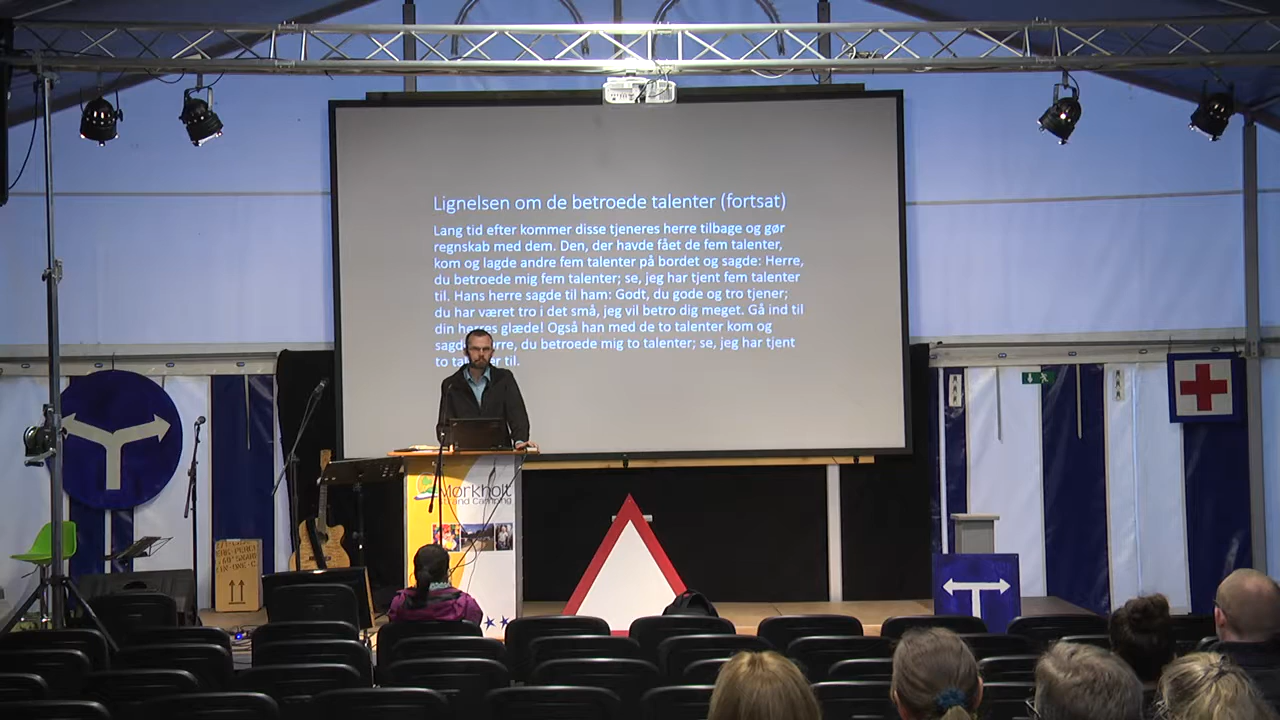 Lignelsen om de betroede talenter (fortsat)
Lang tid efter kommer disse tjeneres herre tilbage og gør
regnskab med dem. Den, der havde fået de fem talenter,
kom og lagde andre fem talenter på bordet og sagde: Herre,
du betroede mig fem talenter; se, jeg har tjent fem talenter
til. Hans herre sagde til ham: Godt, du gode og tro tjener;
du har været tro i det små, jeg vil betro dig meget. Gå ind til
din herres glæde! Også han med de to talenter kom og
du betroede mig to talenter; se, jeg har tjent
to til.
Mørkholt
Strand Camping